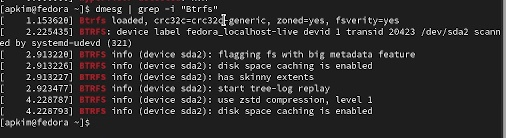 [apkim@fedora ~]$ dmesg | grep -i "Btrfs"
[    1.153620] Btrfs loaded, crc32c=crc32c-generic, zoned=yes, fsverity=yes
[    2.225435] BTRFS: device label fedora_localhost-live devid 1 transid 20423 /dev/sda2 scann
ed by systemd-udevd (321)
[    2.913220] BTRFS info (device sda2): flagging fs with big metadata feature
[    2.913226] BTRFS info (device sda2): disk space caching is enabled
[    2.913227] BTRFS info (device sda2): has skinny extents
[    2.923477] BTRFS info (device sda2): start tree-log replay
[    4.228787] BTRFS info (device sda2): use zstd compression, level 1
[    4.228793] BTRFS info (device sda2): disk space caching is enabled
[apkim@fedora ~]$